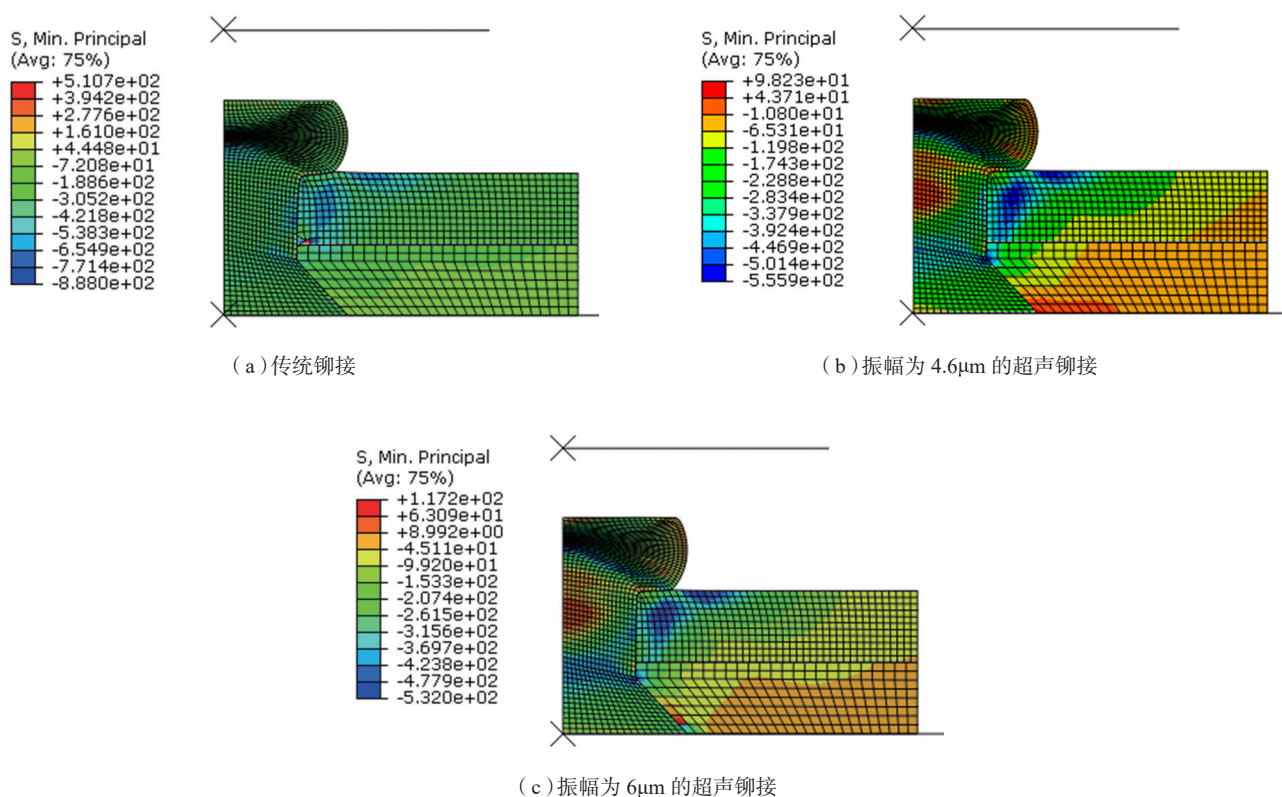 S, Min. Principal
(Avg: 75%)
+5.107e+02
+3.942e+02
+2.776e+02
+1.610e+02
+4.448e+01
-7.208e+01
-1.886e+02
-3.052e+02
-4.218e+02
-5.383e+02
-6.549e+02
-7.714e+02
-8.880e+02
（a）传统铆接
S, Min. Principal
(Avg: 75%)
+9.823e+01
+4.371e+01
-1.080e+01
-6.531e+01
-1.198e+02
-1.743e+02
-2.288e+02
-2.834e+02
-3.379e+02
-3.924e+02
-4.469e+02
-5.014e+02
-5.559e+02
（b）振幅为 4.6μm 的超声铆接
S, Min. Principal
(Avg: 75%)
+1.172e+02
+6.309e+01
+8.992e+00
-4.511e+01
-9.920e+01
-1.533e+02
-2.074e+02
-2.615e+02
-3.156e+02
-3.697e+02
-4.238e+02
-4.779e+02
-5.320e+02
（c）振幅为 6μm 的超声铆接